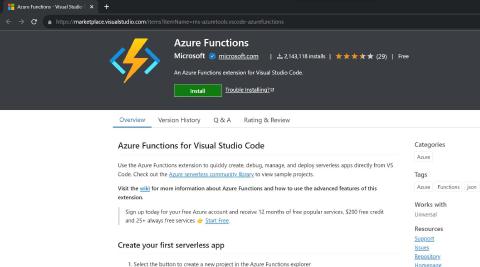 Azure Functions - Visual Studio
https://marketplace.visualstudio.com/items?itemName=ms-azuretools.vscode-azurefunctions
Azure Functions
Microsoft microsoft.com | 2,143,118 installs | (29) | Free
An Azure Functions extension for Visual Studio Code.
Install Trouble Installing?
Overview Version History Q & A Rating & Review
Azure Functions for Visual Studio Code
Use the Azure Functions extension to quickly create, debug, manage, and deploy serverless apps directly from VS
Code. Check out the Azure serverless community library to view sample projects.
Visit the wiki for more information about Azure Functions and how to use the advanced features of this
extension.
Sign up today for your free Azure account and receive 12 months of free popular services, $200 free credit
and 25+ always free services 👉 Start Free.
Create your first serverless app
1. Select the button to create a new project in the Azure Functions explorer
Categories
Azure
Tags
Azure Functions json
Works with
Universal
Resources
Support
Issues
Repository
Homepage